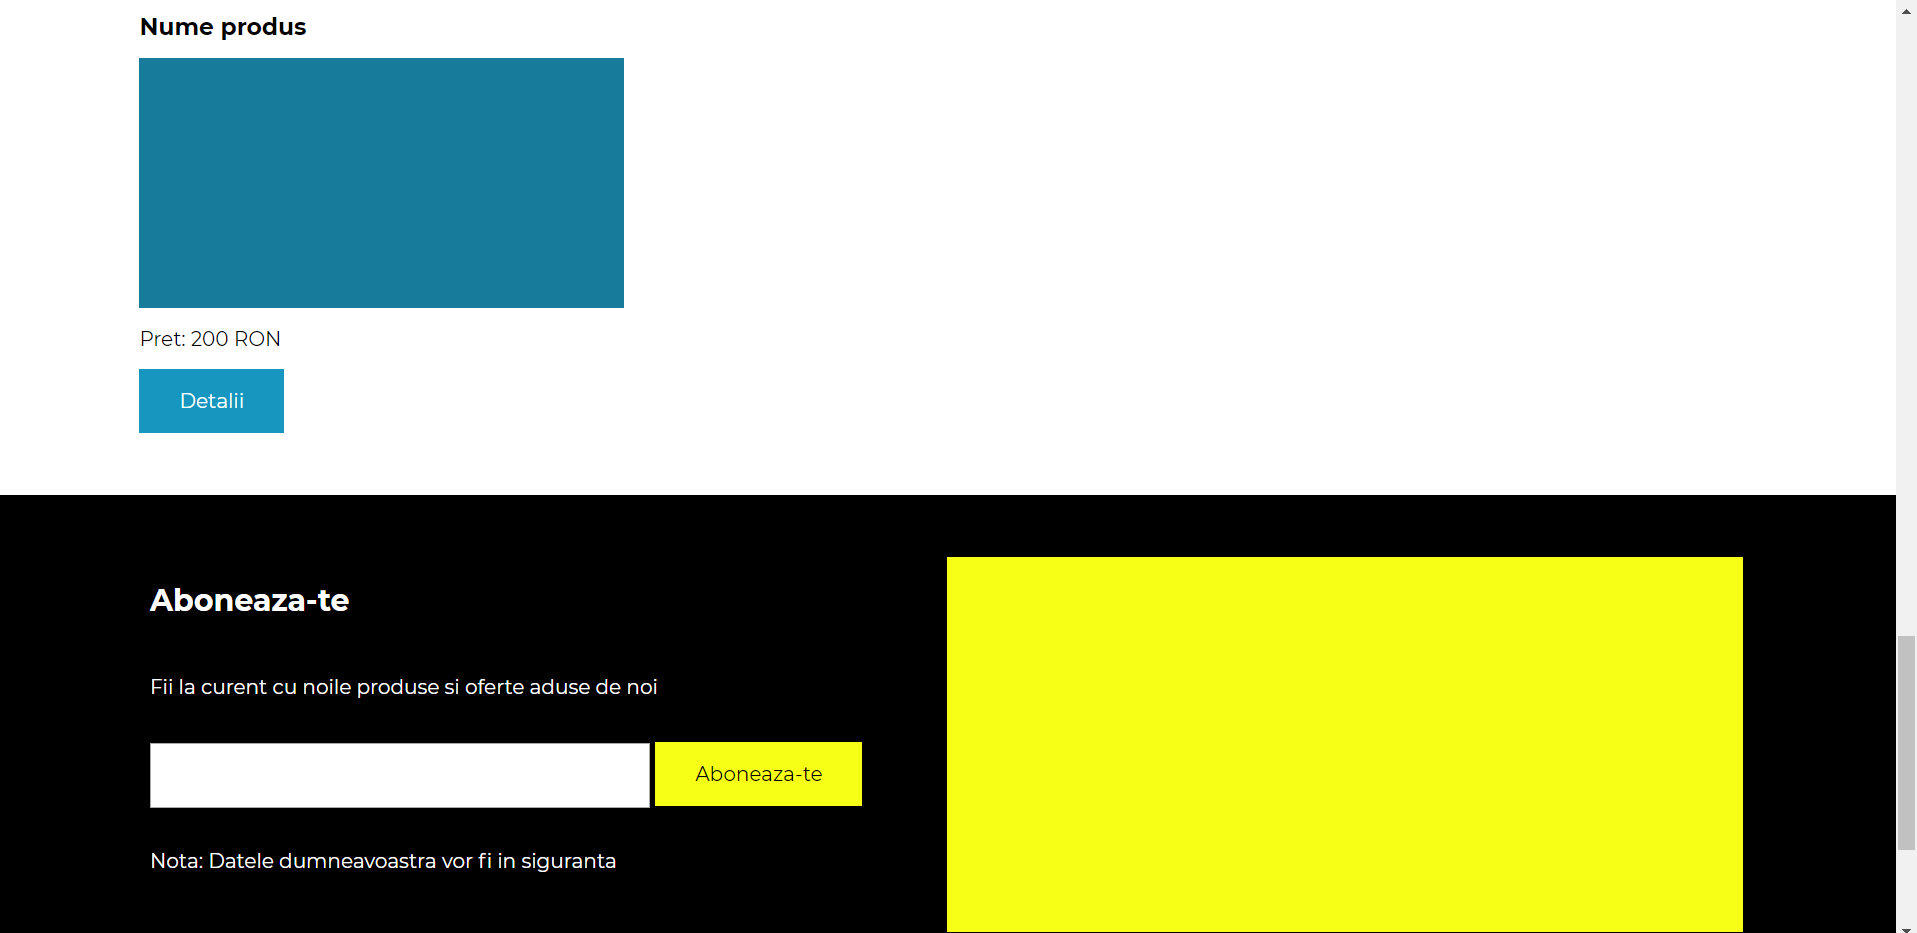 Nume produs
Pret: 200 RON
Detalii
Aboneaza-te
Fii la curent cu noile produse si oferte aduse de noi
Aboneaza-te
Nota: Datele dumneavoastra vor fi in siguranta